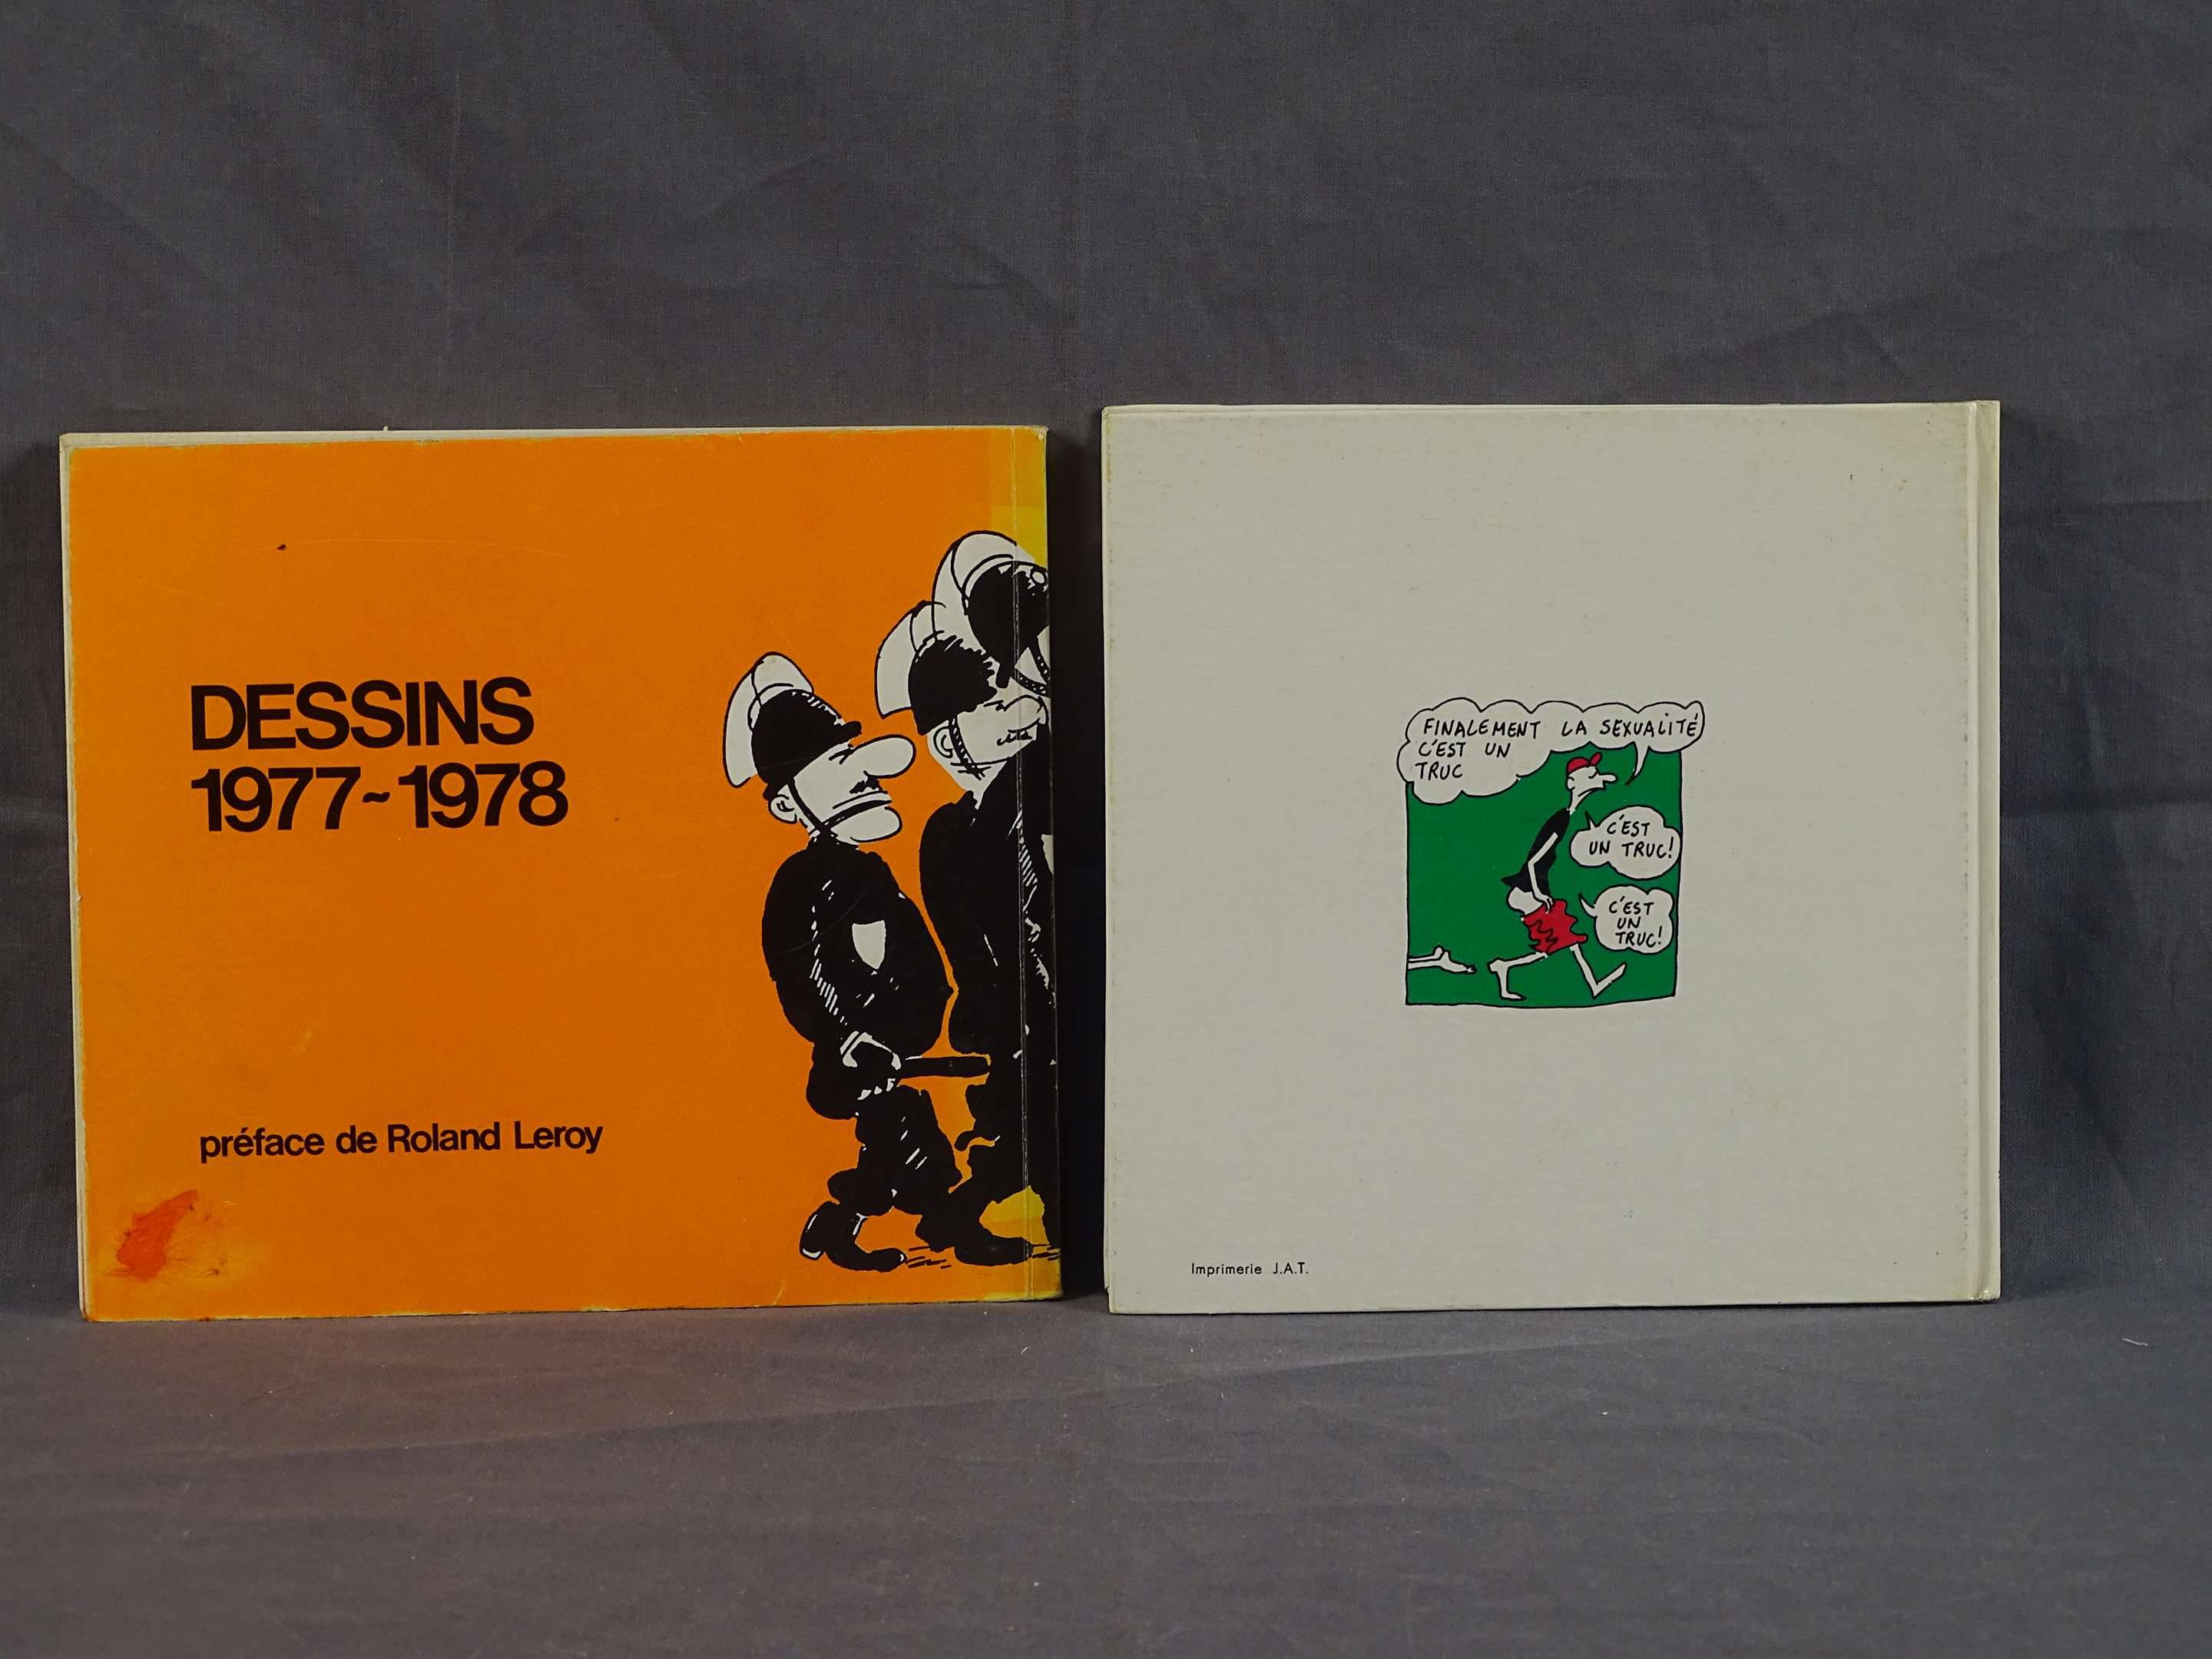 DESSINS
1977~1978
préface de Roland Leroy
FINALEMENT LA SEXUALITÉ
C'EST UN
TRUC
C'EST
UN TRUC!
C'EST
UN
TRUC!
Imprimerie J.A.T.